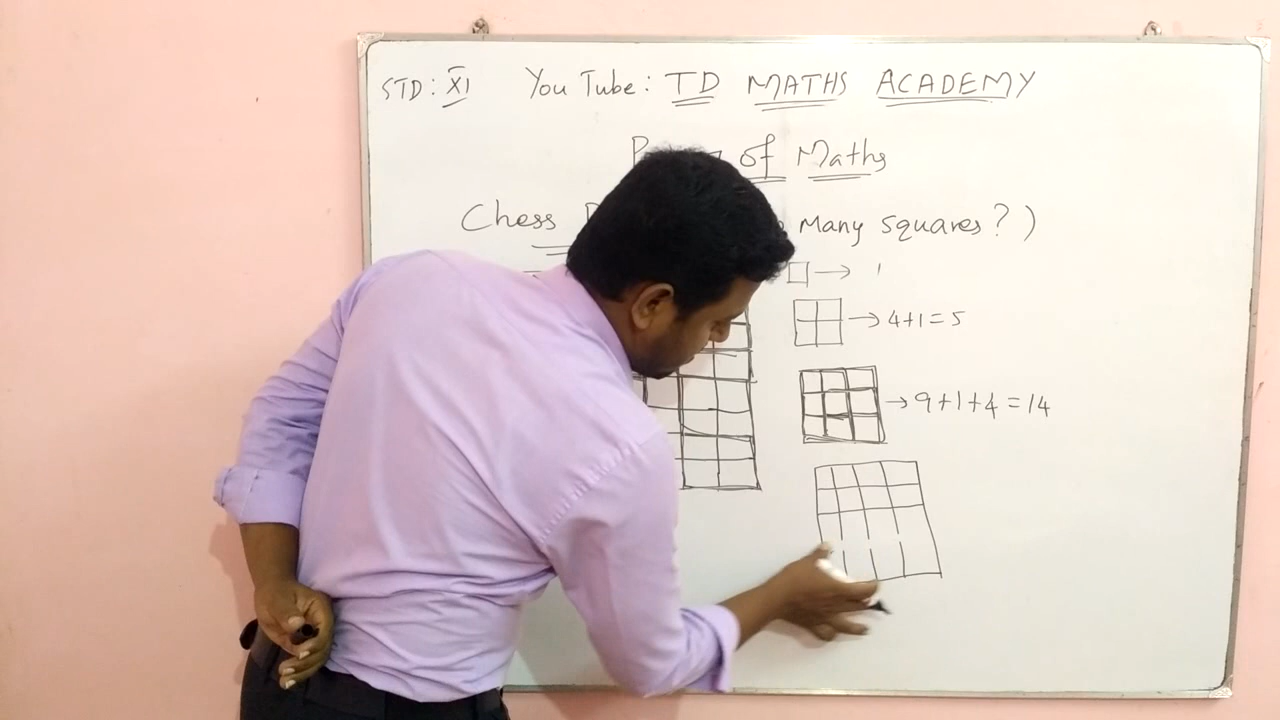 STD: XI You Tube: TD MATHS ACADEMY
of Maths
Chess many squares?)
→ 1
→ 4+1=5
→ 9+1+4=14